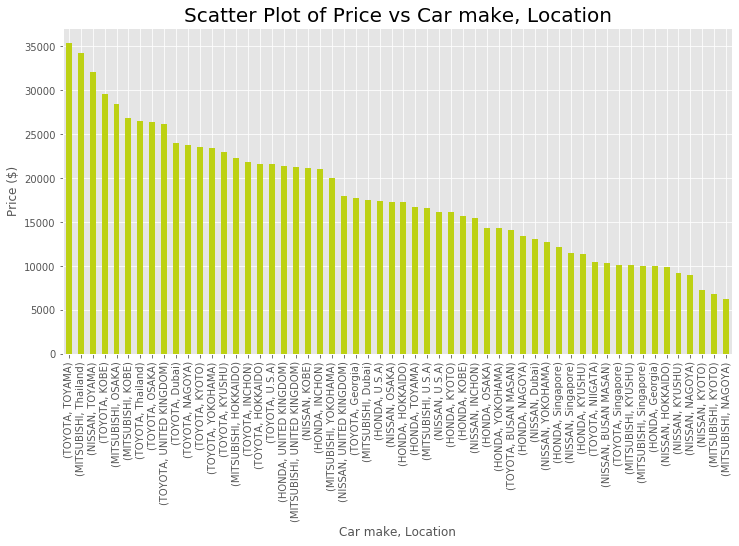 Scatter Plot of Price vs Car make, Location
35000
30000
25000
20000
15000
10000
5000
0
Price ($)
(TOYOTA, TOYAMA)
(MITSUBISHI, Thailand)
(NISSAN, TOYAMA)
(TOYOTA, KOBE)
(MITSUBISHI, OSAKA)
(MITSUBISHI, KOBE)
(TOYOTA, Thailand)
(TOYOTA, OSAKA)
(TOYOTA, UNITED KINGDOM)
(TOYOTA, Dubai)
(TOYOTA, NAGOYA)
(TOYOTA, KYOTO)
(TOYOTA, YOKOHAMA)
(TOYOTA, KYUSHU)
(MITSUBISHI, HOKKAIDO)
(TOYOTA, INCHON)
(TOYOTA, HOKKAIDO)
(TOYOTA, U.S.A)
(HONDA, UNITED KINGDOM)
(MITSUBISHI, UNITED KINGDOM)
(NISSAN, KOBE)
(HONDA, INCHON)
(MITSUBISHI, YOKOHAMA)
(NISSAN, UNITED KINGDOM)
(TOYOTA, Georgia)
(MITSUBISHI, Dubai)
(HONDA, U.S.A)
(NISSAN, OSAKA)
(HONDA, HOKKAIDO)
(HONDA, TOYAMA)
(MITSUBISHI, U.S.A)
(NISSAN, U.S.A)
(HONDA, KYOTO)
(HONDA, KOBE)
(NISSAN, INCHON)
(HONDA, OSAKA)
(HONDA, YOKOHAMA)
(TOYOTA, BUSAN MASAN)
(HONDA, NAGOYA)
(NISSAN, Dubai)
(NISSAN, YOKOHAMA)
(HONDA, Singapore)
(NISSAN, Singapore)
(HONDA, KYUSHU)
(TOYOTA, NIIGATA)
(NISSAN, BUSAN MASAN)
(TOYOTA, Singapore)
(MITSUBISHI, KYUSHU)
(MITSUBISHI, Singapore)
(HONDA, Georgia)
(NISSAN, HOKKAIDO)
(NISSAN, KYUSHU)
(NISSAN, NAGOYA)
(NISSAN, KYOTO)
(MITSUBISHI, KYOTO)
(MITSUBISHI, NAGOYA)
Car make, Location